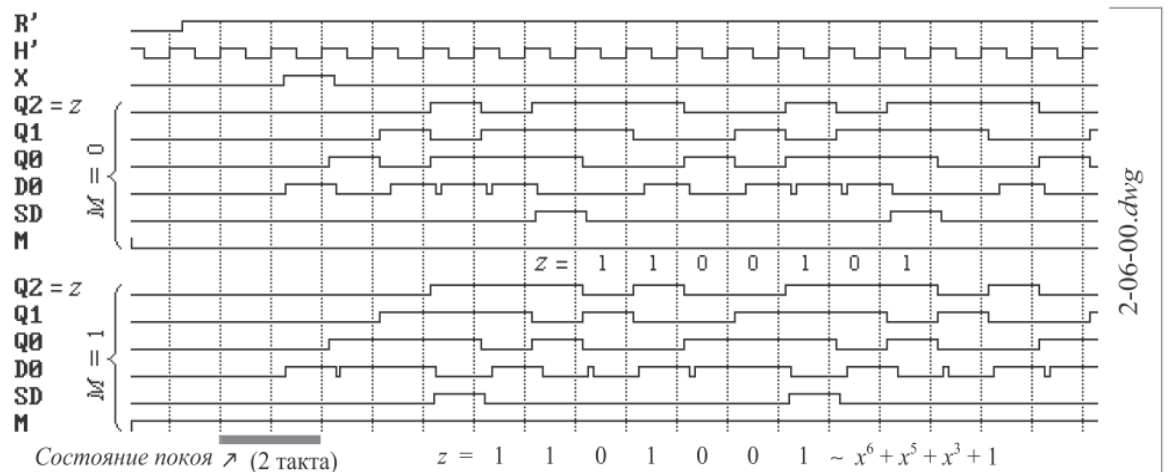 R'
H'
X
Q2 = z
Q1
Q0
D0
SD
M
M = 0
z = 1 1 0 0 1 0 1
Q2 = z
Q1
Q0
D0
SD
M
M = 1
Состояние покоя ↗ (2 такта) z = 1 1 0 1 0 0 1 ~ x⁶ + x⁵ + x³ + 1
2-06-00.dwg